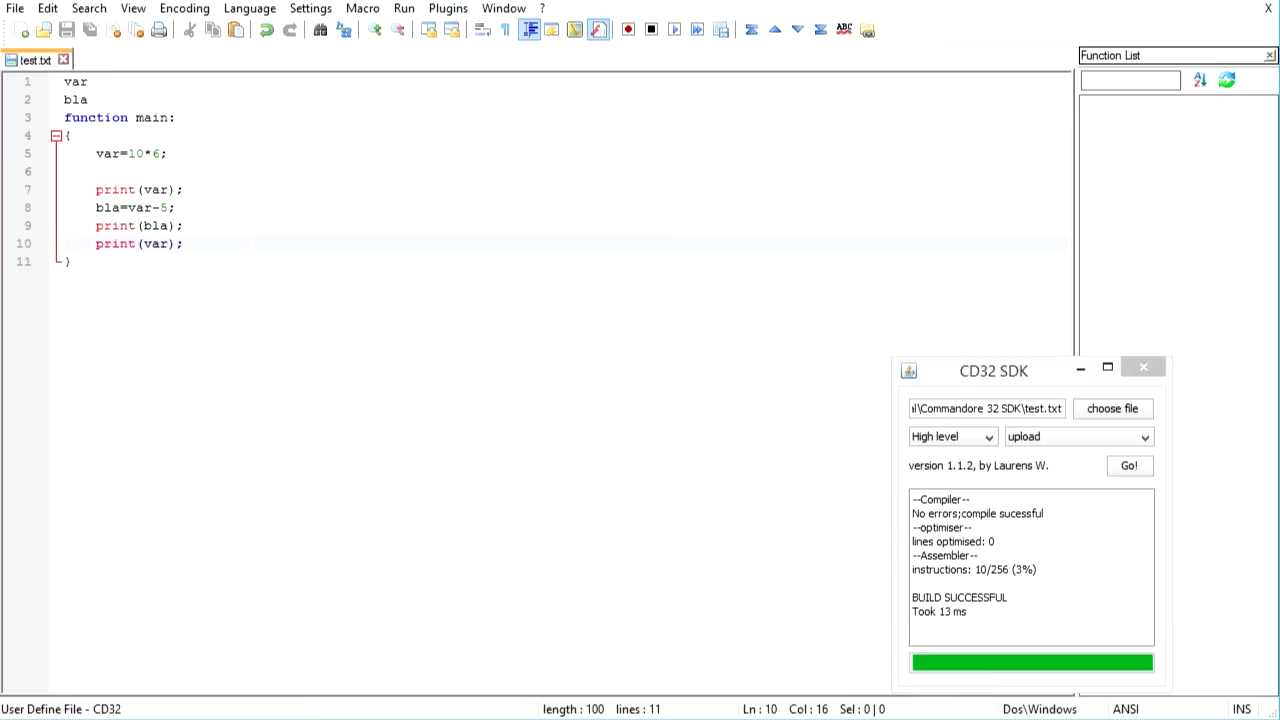 File Edit Search View Encoding Language Settings Macro Run Plugins Window ? X
ABC
test.txt
Function List
1 var
2 bla
3 function main:
4 {
5 var=10*6;
6
7 print(var);
8 bla=var-5;
9 print(bla);
10 print(var);
11 }
CD32 SDK
l\Commandore 32 SDK\test.txt choose file
High level upload
version 1.1.2, by Laurens W. Go!
--Compiler--
No errors;compile sucessful
--optimiser--
lines optimised: 0
--Assembler--
instructions: 10/256 (3%)
BUILD SUCCESSFUL
Took 13 ms
User Define File - CD32 length : 100 lines : 11 Ln : 10 Col : 16 Sel : 0 | 0 Dos\Windows ANSI INS